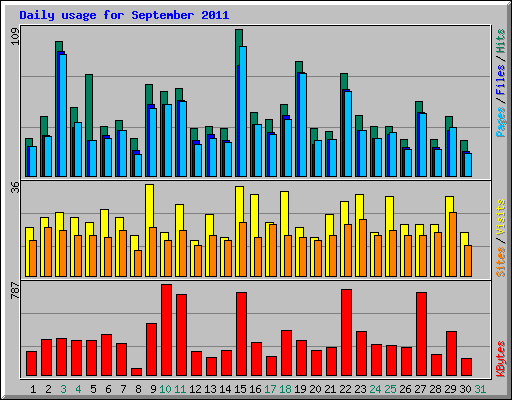 Daily usage for September 2011
109
Pages / Files / Hits
36
Sites / Visits
787
KBytes
1 2 3 4 5 6 7 8 9 10 11 12 13 14 15 16 17 18 19 20 21 22 23 24 25 26 27 28 29 30 31